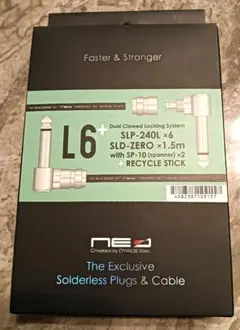 Faster & Stronger
L6+
Dual Clawed Locking System
SLP-240L ×6
SLD-ZERO ×1.5m
with SP-10 (spanner) ×2
+RECYCLE STICK
neo
Created by OYAIDE Elec.
The Exclusive
Solderless Plugs & Cable